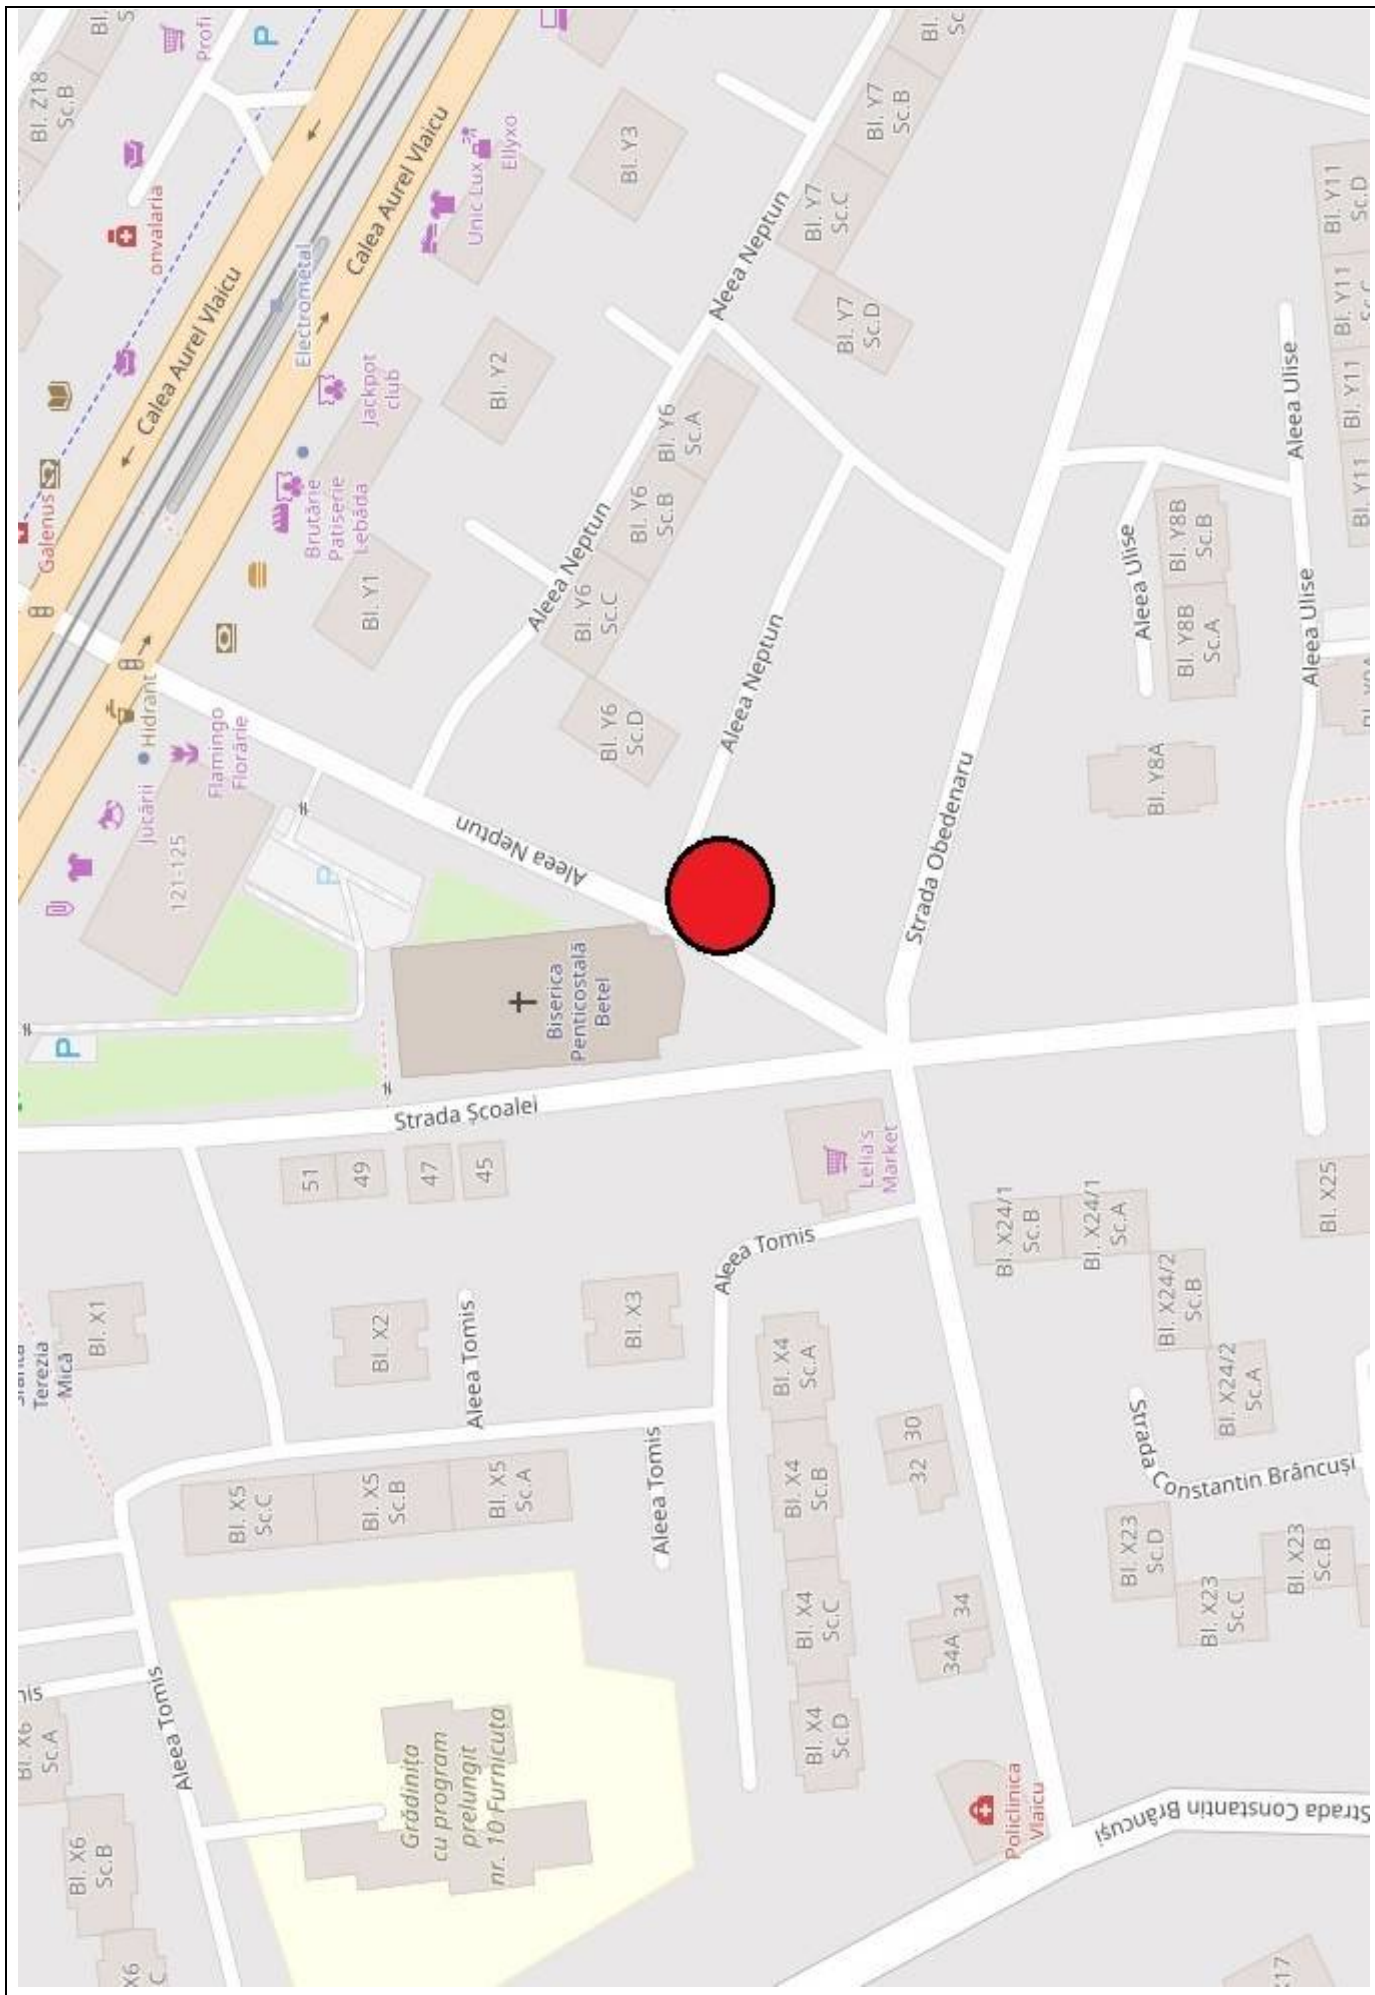 Bl. Z18
Sc.B
Profi
P
onvalaria
Calea Aurel Vlaicu
Calea Aurel Vlaicu
Electrometal
Unic Lux
Ellyxo
Bl. Y3
Bl. Y7
Sc.B
Bl. Y7
Sc.C
Bl. Y7
Sc.D
Bl.
Sc
Aleea Neptun
Bl. Y11
Sc.D
Bl. Y11
Bl. Y11
Bl. Y11
Galenus
Jackpot
club
Brutărie
Patiserie
Lebăda
Bl. Y2
Bl. Y1
Bl. Y6
Sc.A
Bl. Y6
Sc.B
Bl. Y6
Sc.C
Bl. Y6
Sc.D
Aleea Neptun
Aleea Neptun
Aleea Neptun
Aleea Ulise
Aleea Ulise
Aleea Ulise
Bl. Y8B
Sc.B
Bl. Y8B
Sc.A
Bl. Y8A
Strada Obedenaru
Hidrant
Jucării
Flamingo
Florărie
121-125
P
Biserica
Penticostală
Betel
P
Strada Școalei
51
49
47
45
Lelia's
Market
Aleea Tomis
Aleea Tomis
Aleea Tomis
Aleea Tomis
Bl. X1
Bl. X2
Bl. X3
Terezia
Mică
Bl. X4
Sc.A
Bl. X4
Sc.B
Bl. X4
Sc.C
Bl. X4
Sc.D
Bl. X5
Sc.C
Bl. X5
Sc.B
Bl. X5
Sc.A
30
32
34
34A
Bl. X24/1
Sc.B
Bl. X24/1
Sc.A
Bl. X24/2
Sc.B
Bl. X24/2
Sc.A
Bl. X25
Strada Constantin Brâncuși
Bl. X23
Sc.D
Bl. X23
Sc.C
Bl. X23
Sc.B
Bl. X6
Sc.A
Bl. X6
Sc.B
X6
Grădinița
cu program
prelungit
nr. 10 Furnicuța
Policlinica
Vlaicu
Strada Constantin Brâncuși